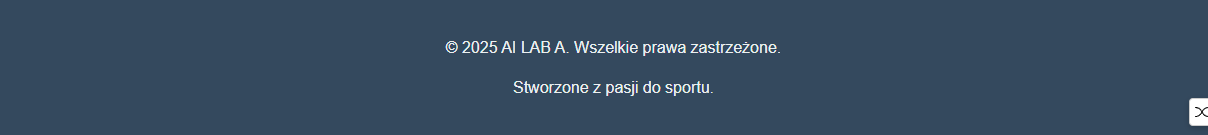 © 2025 AI LAB A. Wszelkie prawa zastrzeżone.
Stworzone z pasji do sportu.